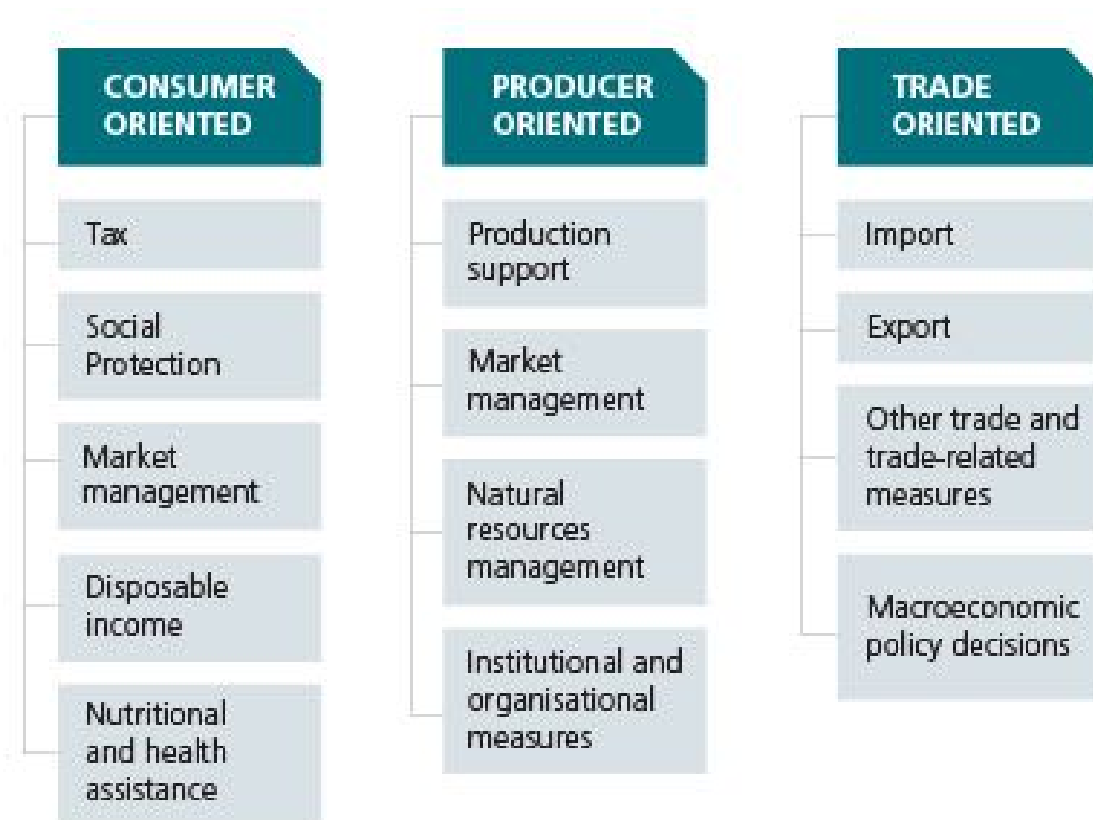 CONSUMER
ORIENTED
Tax
Social
Protection
Market
management
Disposable
income
Nutritional
and health
assistance
PRODUCER
ORIENTED
Production
support
Market
management
Natural
resources
management
Institutional and
organisational
measures
TRADE
ORIENTED
Import
Export
Other trade and
trade-related
measures
Macroeconomic
policy decisions